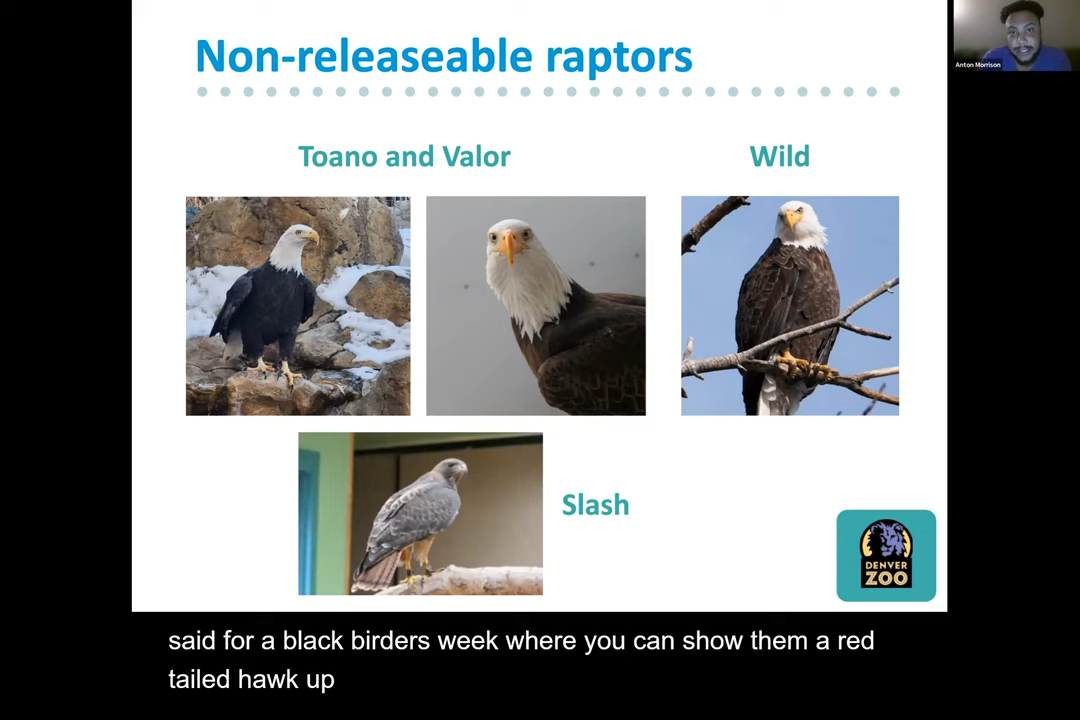 Non-releaseable raptors
Anton Morrison
Toano and Valor
Wild
Slash
DENVER
ZOO
said for a black birders week where you can show them a red
tailed hawk up